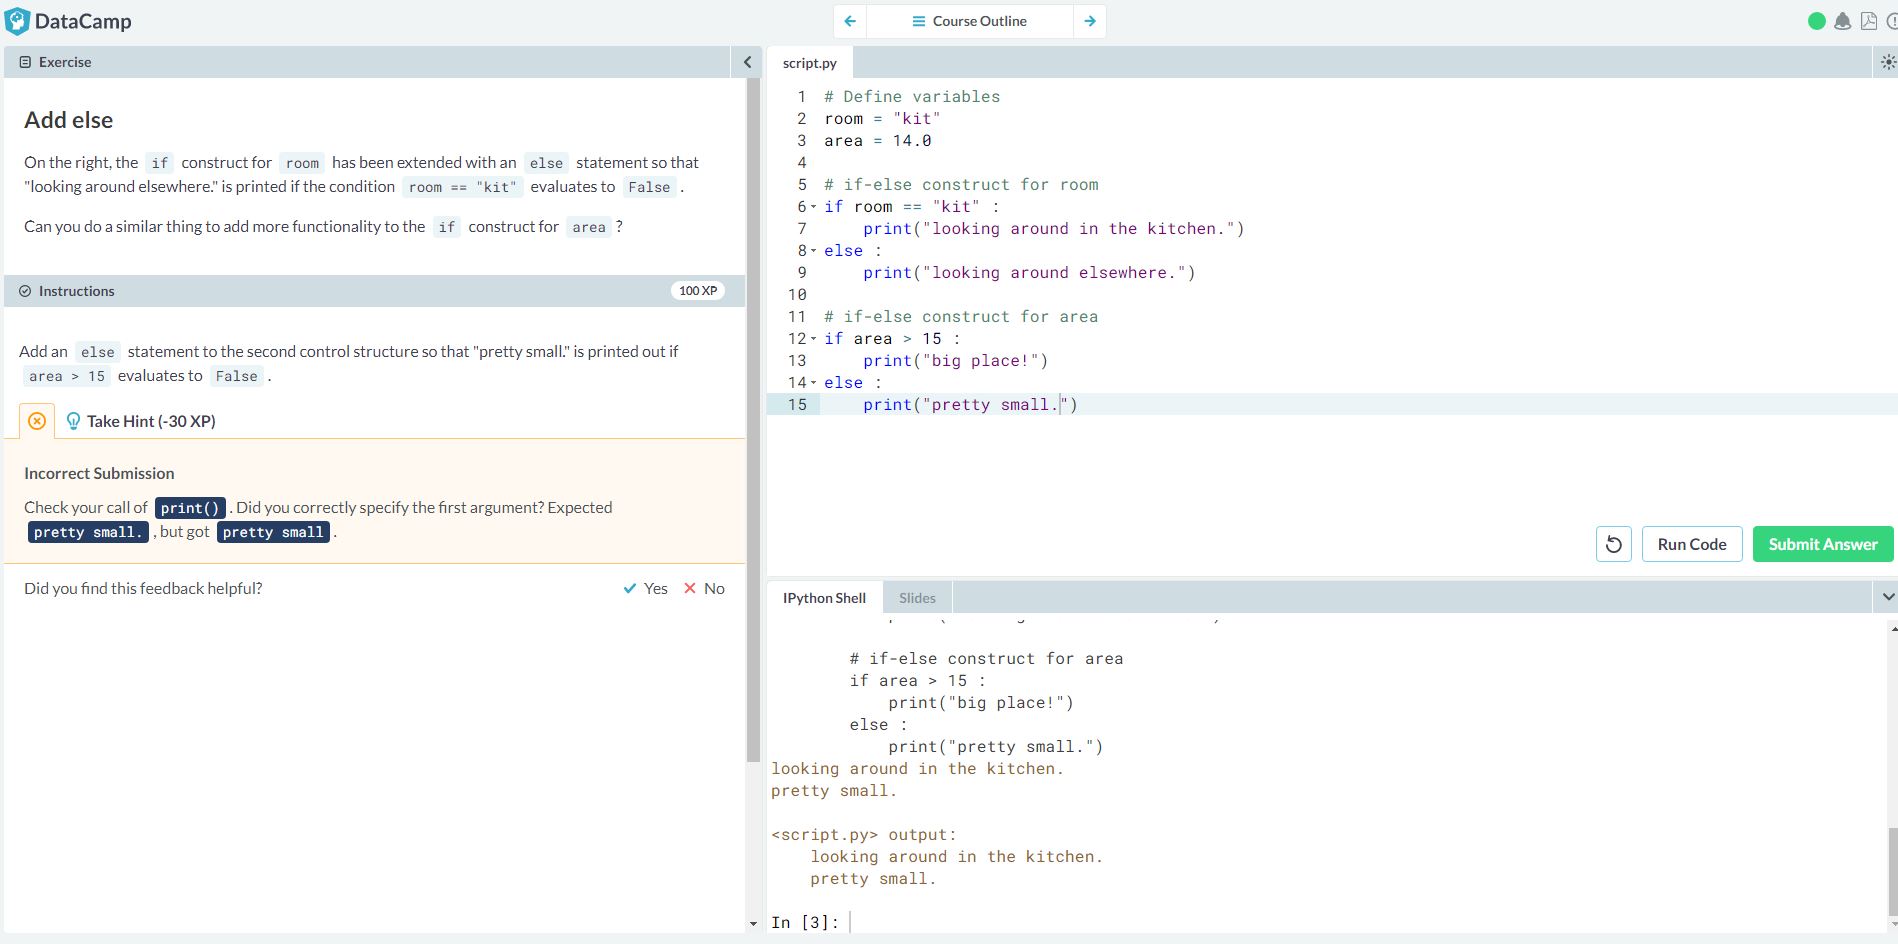 DataCamp
Course Outline
Exercise
Add else
On the right, the if construct for room has been extended with an else statement so that
"looking around elsewhere." is printed if the condition room == "kit" evaluates to False .
Can you do a similar thing to add more functionality to the if construct for area ?
Instructions
100 XP
Add an else statement to the second control structure so that "pretty small." is printed out if
area > 15 evaluates to False .
Take Hint (-30 XP)
Incorrect Submission
Check your call of print() . Did you correctly specify the first argument? Expected
pretty small. , but got pretty small .
Did you find this feedback helpful?
Yes
No
script.py
1 # Define variables
2 room = "kit"
3 area = 14.0
4
5 # if-else construct for room
6 if room == "kit" :
7     print("looking around in the kitchen.")
8 else :
9     print("looking around elsewhere.")
10
11 # if-else construct for area
12 if area > 15 :
13     print("big place!")
14 else :
15     print("pretty small.")
Run Code
Submit Answer
IPython Shell
Slides
# if-else construct for area
if area > 15 :
    print("big place!")
else :
    print("pretty small.")
looking around in the kitchen.
pretty small.
<script.py> output:
    looking around in the kitchen.
    pretty small.
In [3]: